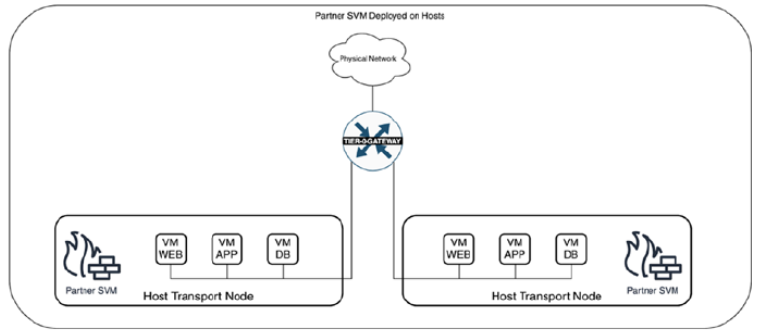 Partner SVM Deployed on Hosts
Physical Network
TIER-0 GATEWAY
VM
WEB
VM
APP
VM
DB
Partner SVM
Host Transport Node
VM
WEB
VM
APP
VM
DB
Partner SVM
Host Transport Node